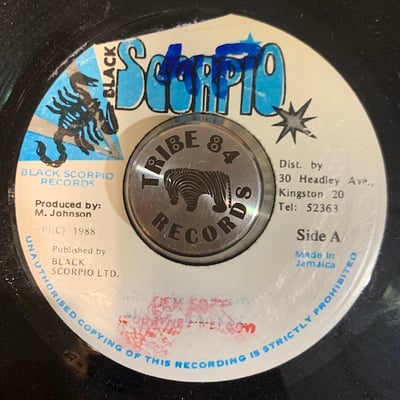 BLACK
SCORPIO
BLACK SCORPIO
RECORDS
Produced by:
M. Johnson
P(C) 1988
Published by
BLACK
SCORPIO LTD.
TRIBE 84
RECORDS
Dist. by
30 Headley Ave.,
Kingston 20
Tel: 52363
Side A
Made in
Jamaica
UNAUTHORISED COPYING OF THIS RECORDING IS STRICTLY PROHIBITED